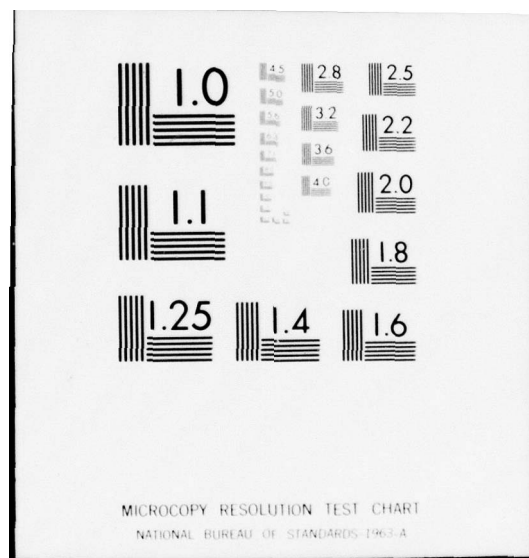 1.0
4.5 2.8 2.5
5.0
3.2 2.2
3.6
4.0 2.0
1.1
1.8
1.25 1.4 1.6
MICROCOPY RESOLUTION TEST CHART
NATIONAL BUREAU OF STANDARDS-1963-A